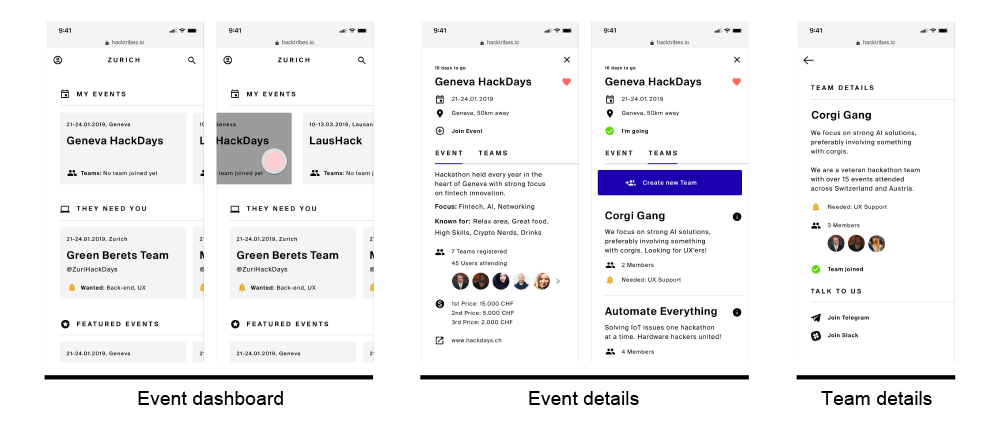 9:41
hacktribes.io
ZURICH
MY EVENTS
21-24.01.2019, Geneva
Geneva HackDays
Teams: No team joined yet
THEY NEED YOU
21-24.01.2019, Zurich
Green Berets Team
@ZuriHackDays
Wanted: Back-end, UX
FEATURED EVENTS
21-24.01.2019, Geneva
9:41
hacktribes.io
ZURICH
MY EVENTS
Geneva
HackDays
team joined yet
10-13.03.2019, Lausan
LausHack
Teams: No team j
THEY NEED YOU
21-24.01.2019, Zurich
Green Berets Team
@ZuriHackDays
Wanted: Back-end, UX
FEATURED EVENTS
21-24.01.2019, Geneva
Event dashboard
9:41
hacktribes.io
16 days to go
Geneva HackDays
21-24.01.2019
Geneva, 50km away
Join Event
EVENT TEAMS
Hackathon held every year in the
heart of Geneva with strong focus
on fintech innovation.
Focus: Fintech, AI, Networking
Known for: Relax area, Great food,
High Skills, Crypto Nerds, Drinks
7 Teams registered
45 Users attending
1st Price: 15.000 CHF
2nd Price: 5.000 CHF
3rd Price: 2.000 CHF
www.hackdays.ch
9:41
hacktribes.io
16 days to go
Geneva HackDays
21-24.01.2019
Geneva, 50km away
I'm going
EVENT TEAMS
Create new Team
Corgi Gang
We focus on strong AI solutions,
preferably involving something
with corgis. Looking for UX'ers!
2 Members
Needed: UX Support
Automate Everything
Solving IoT issues one hackathon
at a time. Hardware hackers united!
4 Members
Event details
9:41
hacktribes.io
TEAM DETAILS
Corgi Gang
We focus on strong AI solutions,
preferably involving something
with corgis.
We are a veteran hackathon team
with over 15 events attended
across Switzerland and Austria.
Needed: UX Support
3 Members
Team joined
TALK TO US
Join Telegram
Join Slack
Team details